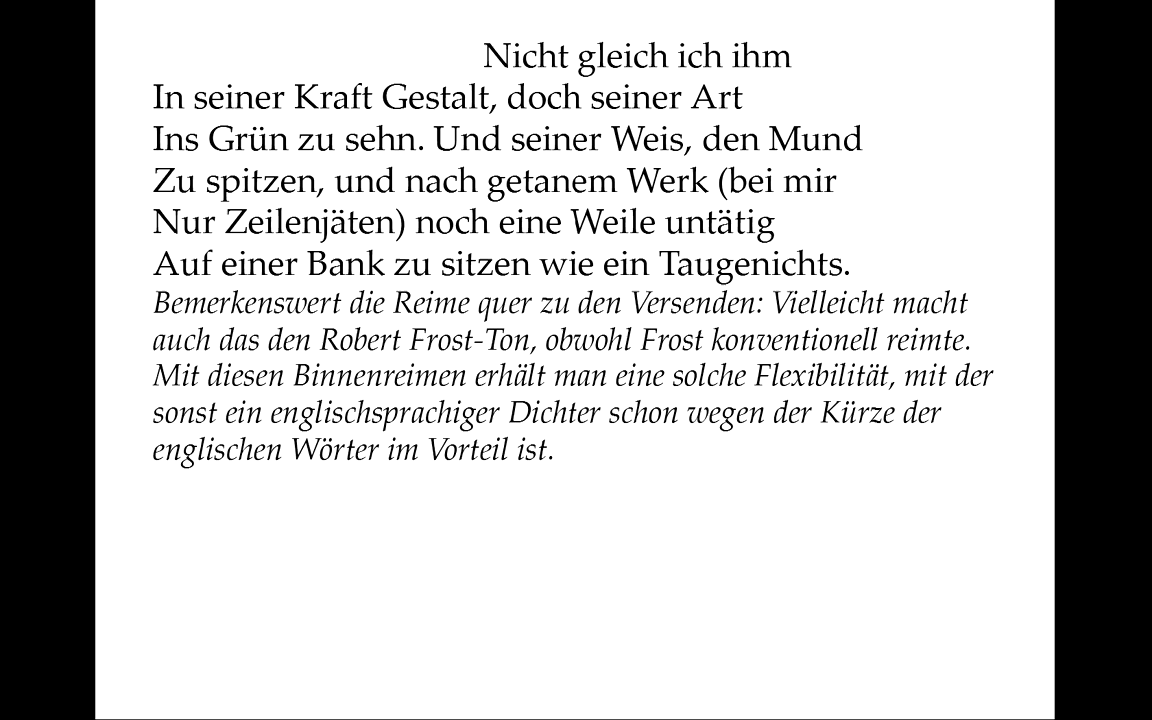 Nicht gleich ich ihm
In seiner Kraft Gestalt, doch seiner Art
Ins Grün zu sehn. Und seiner Weis, den Mund
Zu spitzen, und nach getanem Werk (bei mir
Nur Zeilenjäten) noch eine Weile untätig
Auf einer Bank zu sitzen wie ein Taugenichts.
Bemerkenswert die Reime quer zu den Versenden: Vielleicht macht
auch das den Robert Frost-Ton, obwohl Frost konventionell reimte.
Mit diesen Binnenreimen erhält man eine solche Flexibilität, mit der
sonst ein englischsprachiger Dichter schon wegen der Kürze der
englischen Wörter im Vorteil ist.